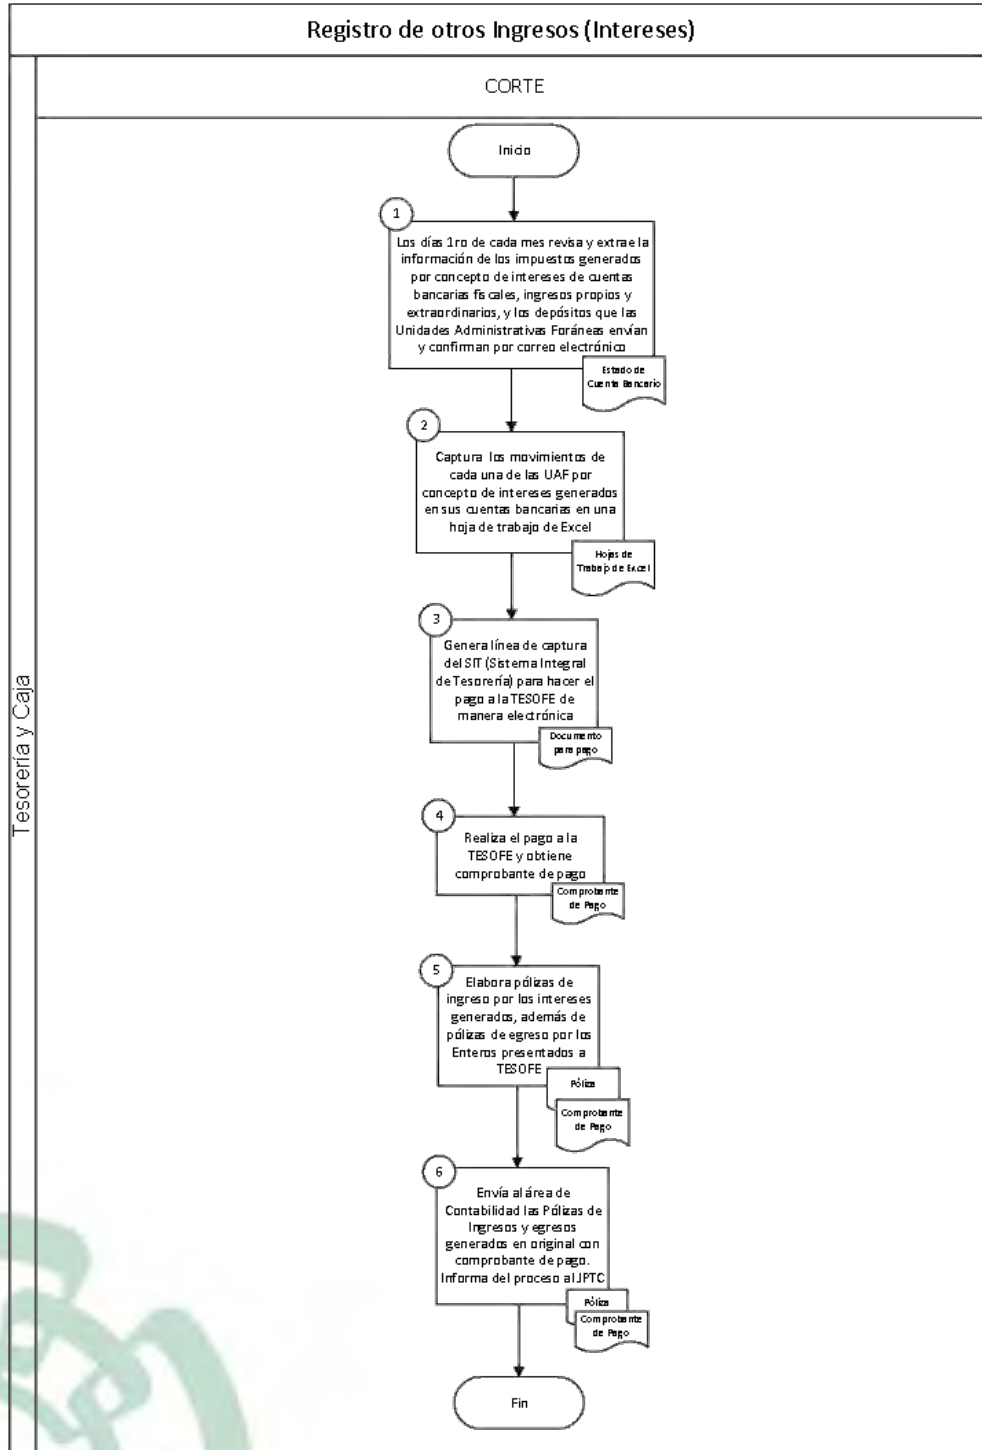 Registro de otros Ingresos (Intereses)
CORTE
Tesorería y Caja
Inicio
1
Los días 1ro de cada mes revisa y extrae la
información de los impuestos generados
por concepto de intereses de cuentas
bancarias fiscales, ingresos propios y
extraordinarios, y los depósitos que las
Unidades Administrativas Foráneas envían
y confirman por correo electrónico
Estado de
Cuenta Bancario
2
Captura los movimientos de
cada una de las UAF por
concepto de intereses generados
en sus cuentas bancarias en una
hoja de trabajo de Excel
Hojas de
Trabajo de Excel
3
Genera línea de captura
del SIT (Sistema Integral
de Tesorería) para hacer el
pago a la TESOFE de
manera electrónica
Documento
para pago
4
Realiza el pago a la
TESOFE y obtiene
comprobante de pago
Comprobante
de Pago
5
Elabora pólizas de
ingreso por los intereses
generados, además de
pólizas de egreso por los
Enteros presentados a
TESOFE
Póliza
Comprobante
de Pago
6
Envía al área de
Contabilidad las Pólizas de
Ingresos y egresos
generados en original con
comprobante de pago.
Informa del proceso al JPTC
Póliza
Comprobante
de Pago
Fin